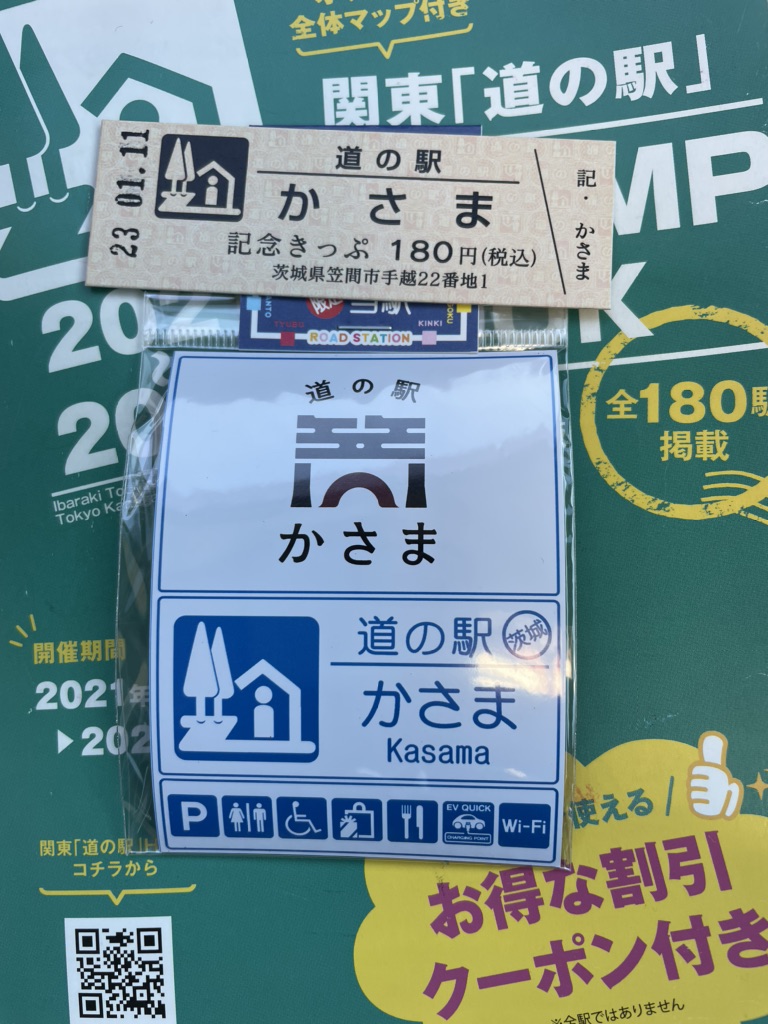 全体マップ付き
関東「道の駅」
MP
K
全180駅
掲載
Ibaraki To
Tokyo Ka
23 01.11
道の駅
かさま
記念きっぷ 180円(税込)
茨城県笠間市手越22番地1
記・かさま
KINKI
ROAD STATION
道の駅
かさま
道の駅 茨城
かさま
Kasama
P
EV QUICK
CHARGING POINT
Wi-Fi
開催期間
2021年
▶202
関東「道の駅」H
コチラから
使える
お得な割引
クーポン付き
※全駅ではありません